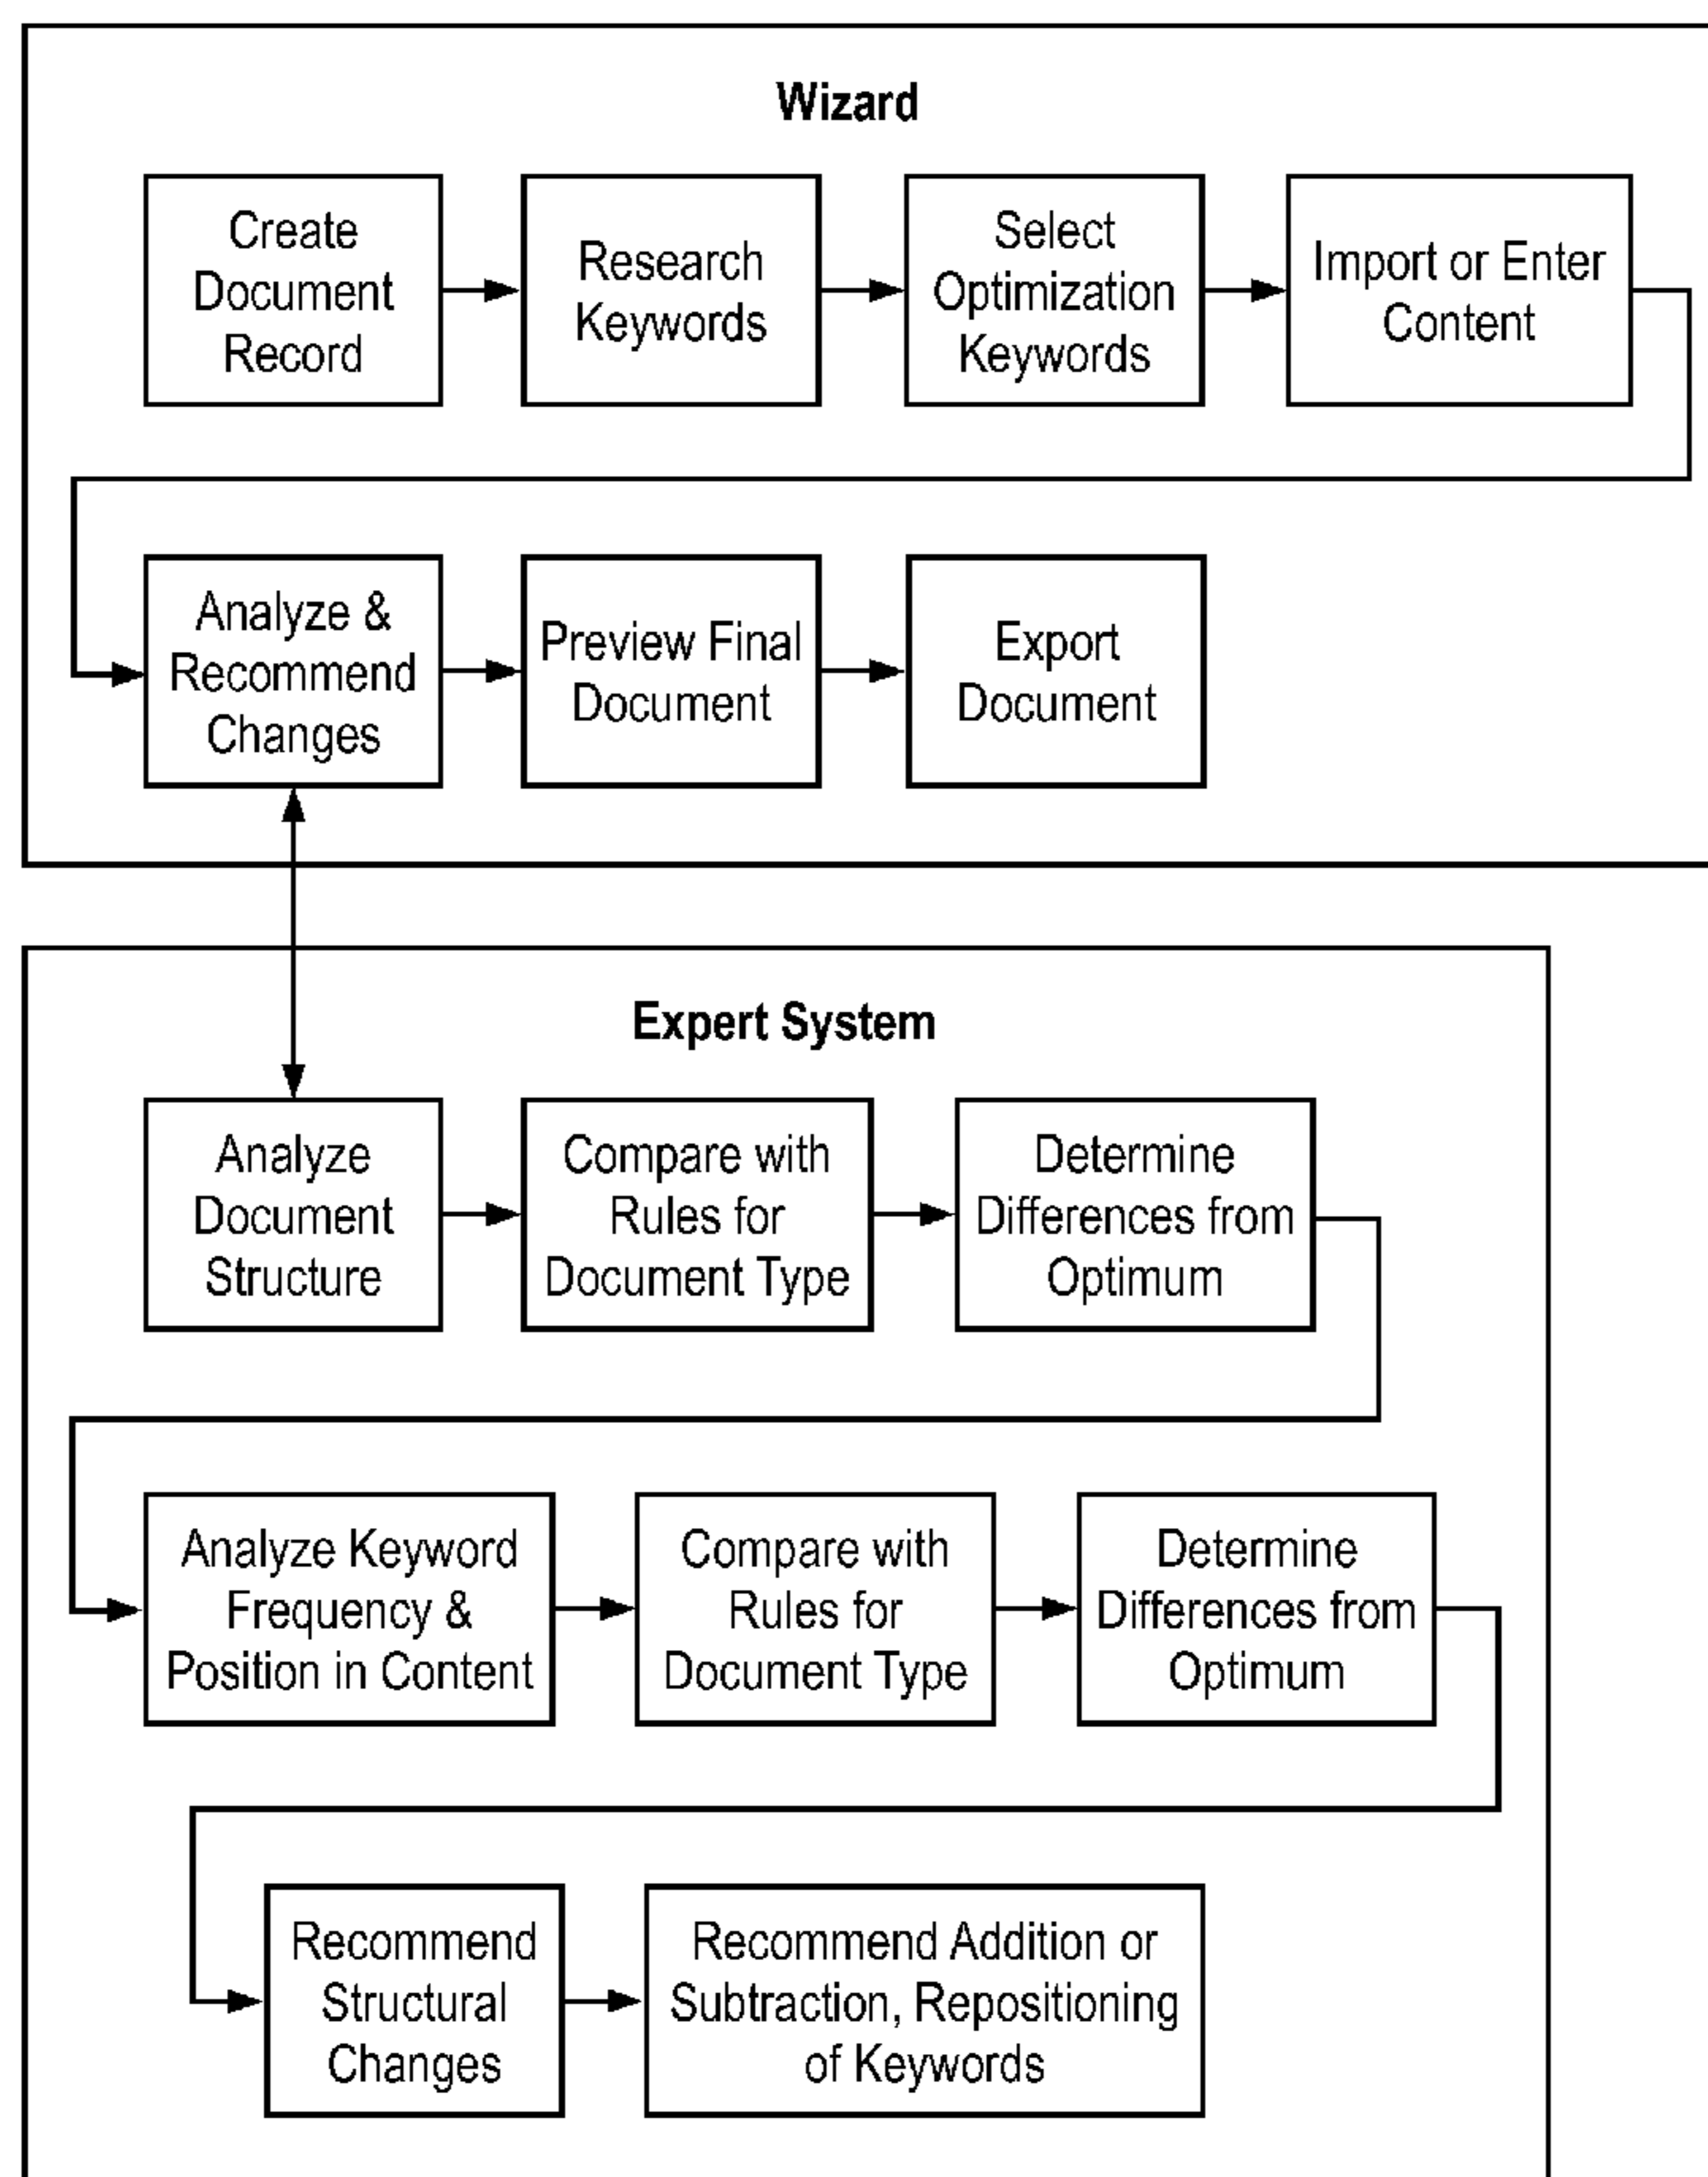 Wizard
Create
Document
Record
Research
Keywords
Select
Optimization
Keywords
Import or Enter
Content
Analyze &
Recommend
Changes
Preview Final
Document
Export
Document
Expert System
Analyze
Document
Structure
Compare with
Rules for
Document Type
Determine
Differences from
Optimum
Analyze Keyword
Frequency &
Position in Content
Compare with
Rules for
Document Type
Determine
Differences from
Optimum
Recommend
Structural
Changes
Recommend Addition or
Subtraction, Repositioning
of Keywords